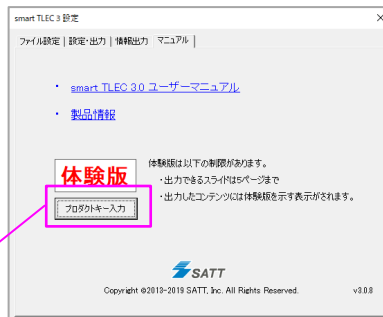 smart TLEC 3 設定
ファイル設定 | 設定・出力 | 情報出力 | マニュアル |
・ smart TLEC 3.0 ユーザーマニュアル
・ 製品情報
体験版
体験版は以下の制限があります。
・出力できるスライドは5ページまで
・出力したコンテンツには体験版を示す表示がされます。
プロダクトキー入力
SATT
Copyright ©2013-2019 SATT, Inc. All Rights Reserved.
v3.0.8